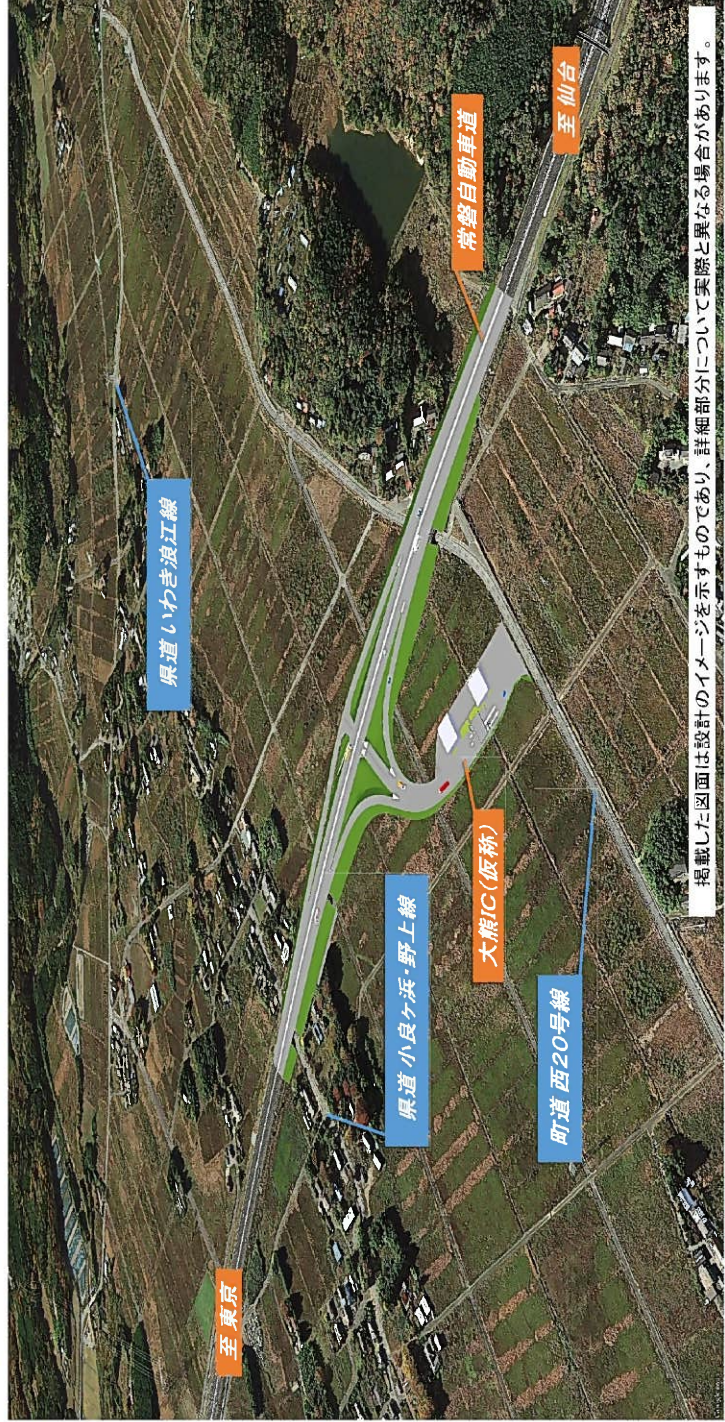 至 東京
県道 いわき浪江線
常磐自動車道
至 仙台
県道 小良ヶ浜・野上線
大熊IC(仮称)
町道 西20号線
掲載した図面は設計のイメージを示すものであり、詳細部分について実際と異なる場合があります。